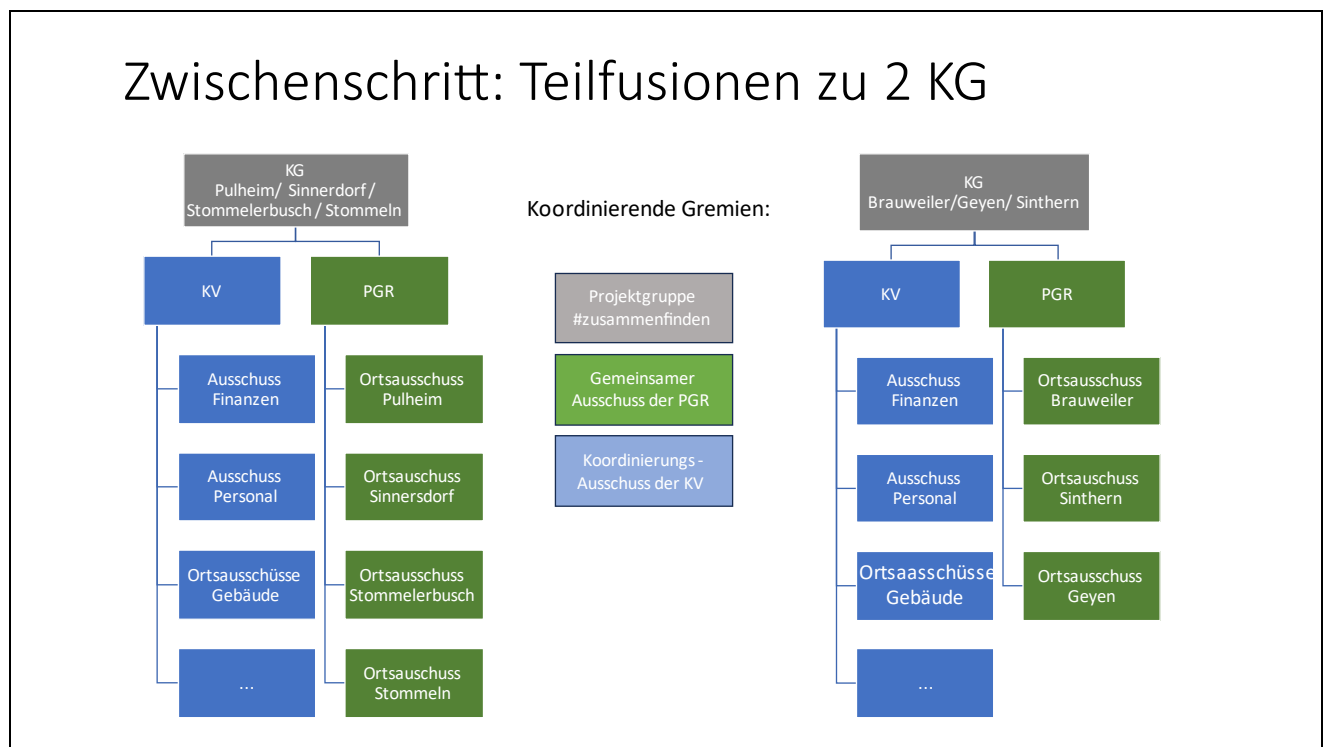 Zwischenschritt: Teilfusionen zu 2 KG
KG
Pulheim/ Sinnerdorf /
Stommelerbusch / Stommeln
KV
PGR
Ausschuss
Finanzen
Ausschuss
Personal
Ortsausschüsse
Gebäude
...
Ortsausschuss
Pulheim
Ortsauschuss
Sinnersdorf
Ortsausschuss
Stommelerbusch
Ortsauschuss
Stommeln
Koordinierende Gremien:
Projektgruppe
#zusammenfinden
Gemeinsamer
Ausschuss der PGR
Koordinierungs -
Ausschuss der KV
KG
Brauweiler/Geyen/ Sinthern
KV
PGR
Ausschuss
Finanzen
Ausschuss
Personal
Ortsaasschüsse
Gebäude
...
Ortsausschuss
Brauweiler
Ortsauschuss
Sinthern
Ortsausschuss
Geyen